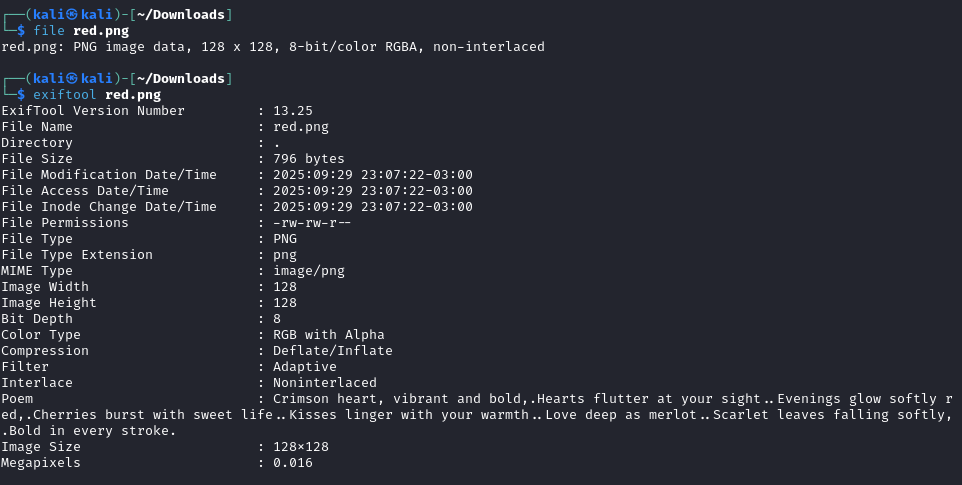 ┌──(kali㉿kali)-[~/Downloads]
└─$ file red.png
red.png: PNG image data, 128 x 128, 8-bit/color RGBA, non-interlaced
┌──(kali㉿kali)-[~/Downloads]
└─$ exiftool red.png
ExifTool Version Number         : 13.25
File Name                       : red.png
Directory                       : .
File Size                       : 796 bytes
File Modification Date/Time     : 2025:09:29 23:07:22-03:00
File Access Date/Time           : 2025:09:29 23:07:22-03:00
File Inode Change Date/Time     : 2025:09:29 23:07:22-03:00
File Permissions                : -rw-rw-r--
File Type                       : PNG
File Type Extension             : png
MIME Type                       : image/png
Image Width                     : 128
Image Height                    : 128
Bit Depth                       : 8
Color Type                      : RGB with Alpha
Compression                     : Deflate/Inflate
Filter                          : Adaptive
Interlace                       : Noninterlaced
Poem                            : Crimson heart, vibrant and bold,.Hearts flutter at your sight..Evenings glow softly r
ed,.Cherries burst with sweet life..Kisses linger with your warmth..Love deep as merlot..Scarlet leaves falling softly,
.Bold in every stroke.
Image Size                      : 128×128
Megapixels                      : 0.016